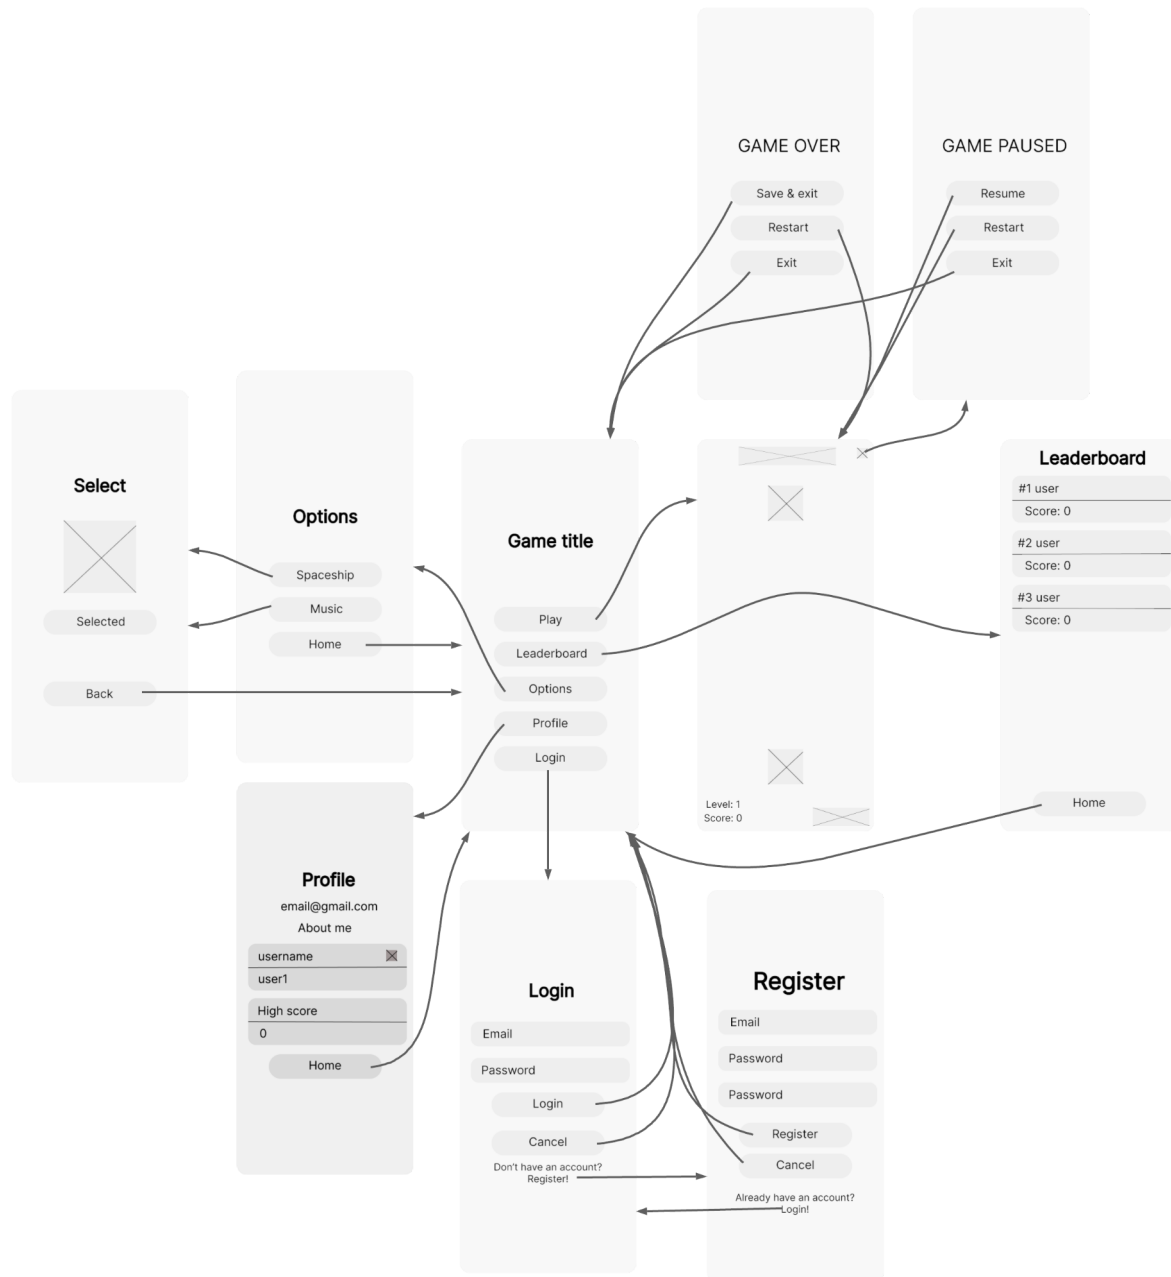 GAME OVER
Save & exit
Restart
Exit
GAME PAUSED
Resume
Restart
Exit
Select
Selected
Back
Options
Spaceship
Music
Home
Game title
Play
Leaderboard
Options
Profile
Login
Level: 1
Score: 0
Leaderboard
#1 user
Score: 0
#2 user
Score: 0
#3 user
Score: 0
Home
Profile
email@gmail.com
About me
username
user1
High score
0
Home
Login
Email
Password
Login
Cancel
Don't have an account?
Register!
Register
Email
Password
Password
Register
Cancel
Already have an account?
Login!